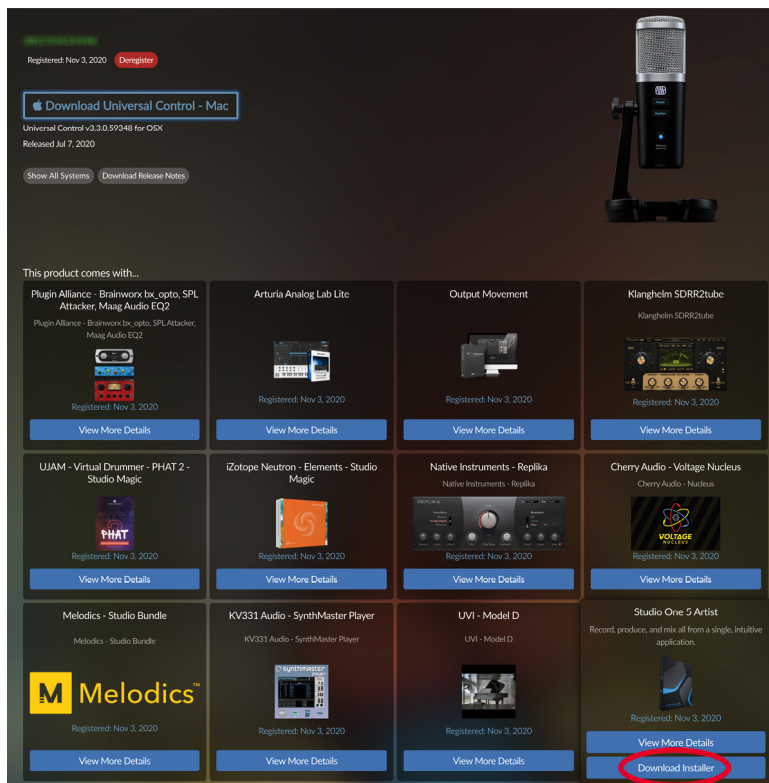 Registered: Nov 3, 2020 Deregister
Download Universal Control - Mac
Universal Control v3.3.0.59348 for OSX
Released Jul 7, 2020
Show All Systems Download Release Notes
This product comes with...
Plugin Alliance - Brainworx bx_opto, SPL
Attacker, Maag Audio EQ2
Plugin Alliance - Brainworx bx_opto, SPL Attacker,
Maag Audio EQ2
Registered: Nov 3, 2020
View More Details
Arturia Analog Lab Lite
Registered: Nov 3, 2020
View More Details
Output Movement
Registered: Nov 3, 2020
View More Details
Klanghelm SDRR2tube
Klanghelm SDRR2tube
Registered: Nov 3, 2020
View More Details
UJAM - Virtual Drummer - PHAT 2 -
Studio Magic
PHAT
Registered: Nov 3, 2020
View More Details
iZotope Neutron - Elements - Studio
Magic
Registered: Nov 3, 2020
View More Details
Native Instruments - Replika
Native Instruments - Replika
REPLIKA
Registered: Nov 3, 2020
View More Details
Cherry Audio - Voltage Nucleus
Cherry Audio - Nucleus
VOLTAGE
NUCLEUS
Registered: Nov 3, 2020
View More Details
Melodics - Studio Bundle
Melodics - Studio Bundle
M Melodics™
Registered: Nov 3, 2020
View More Details
KV331 Audio - SynthMaster Player
KV331 Audio - SynthMaster Player
synthmaster
player
Registered: Nov 3, 2020
View More Details
UVI - Model D
UVI - Model D
Registered: Nov 3, 2020
View More Details
Studio One 5 Artist
Record, produce, and mix all from a single, intuitive
application.
Registered: Nov 3, 2020
View More Details
Download Installer